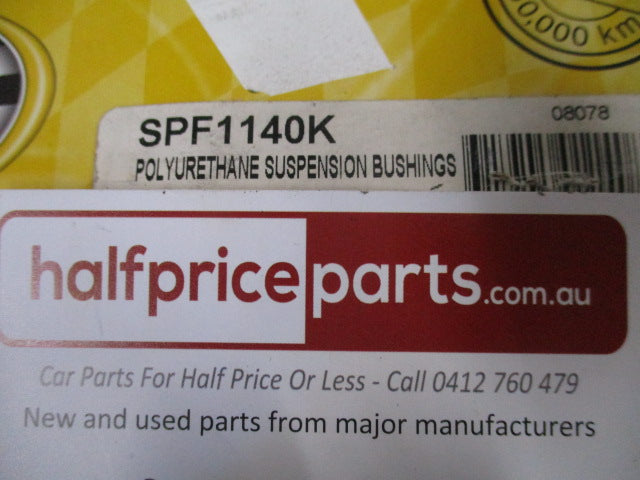 0,000 km
08078
SPF1140K
POLYURETHANE SUSPENSION BUSHINGS
halfpriceparts.com.au
Car Parts For Half Price Or Less - Call 0412 760 479
New and used parts from major manufacturers